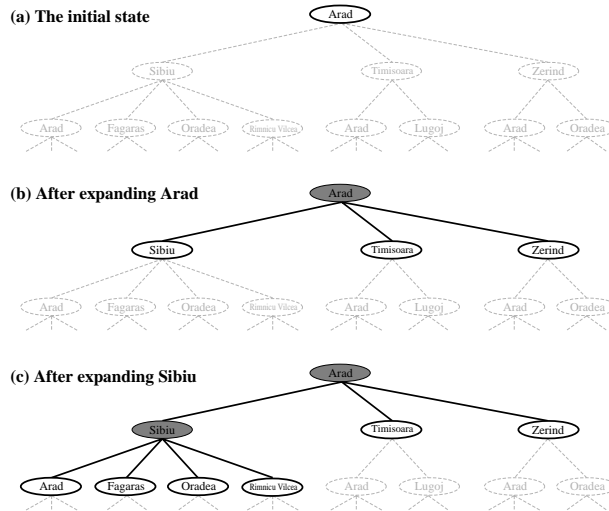 (a) The initial state
Arad
Sibiu Timisoara Zerind
Arad Fagaras Oradea Rimnicu Vilcea Arad Lugoj Arad Oradea
(b) After expanding Arad
Arad
Sibiu Timisoara Zerind
Arad Fagaras Oradea Rimnicu Vilcea Arad Lugoj Arad Oradea
(c) After expanding Sibiu
Arad
Sibiu Timisoara Zerind
Arad Fagaras Oradea Rimnicu Vilcea Arad Lugoj Arad Oradea